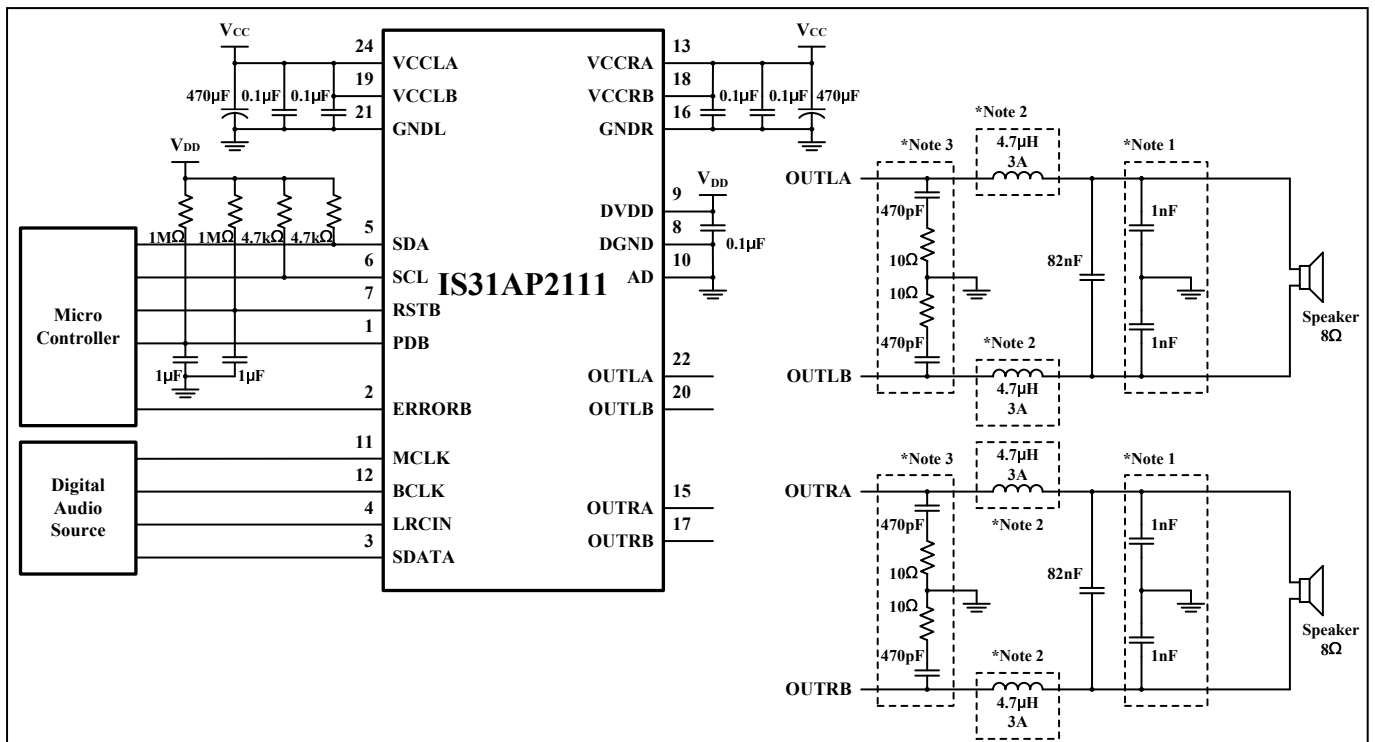 VCC
24
VCCLA
19
VCCLB
21
GNDL
470µF
0.1µF
0.1µF
VDD
1MΩ
1MΩ
4.7kΩ
4.7kΩ
5
SDA
6
SCL
7
RSTB
1
PDB
1µF
1µF
2
ERRORB
11
MCLK
12
BCLK
4
LRCIN
3
SDATA
Micro
Controller
Digital
Audio
Source
IS31AP2111
VCC
13
VCCRA
18
VCCRB
16
GNDR
0.1µF
0.1µF
470µF
VDD
9
DVDD
8
DGND
10
AD
0.1µF
22
OUTLA
20
OUTLB
15
OUTRA
17
OUTRB
*Note 2
4.7µH
3A
*Note 3
*Note 1
OUTLA
470pF
10Ω
10Ω
470pF
82nF
1nF
1nF
Speaker
8Ω
*Note 2
OUTLB
4.7µH
3A
*Note 3
4.7µH
3A
*Note 1
OUTRA
*Note 2
470pF
10Ω
10Ω
470pF
82nF
1nF
1nF
Speaker
8Ω
*Note 2
OUTRB
4.7µH
3A